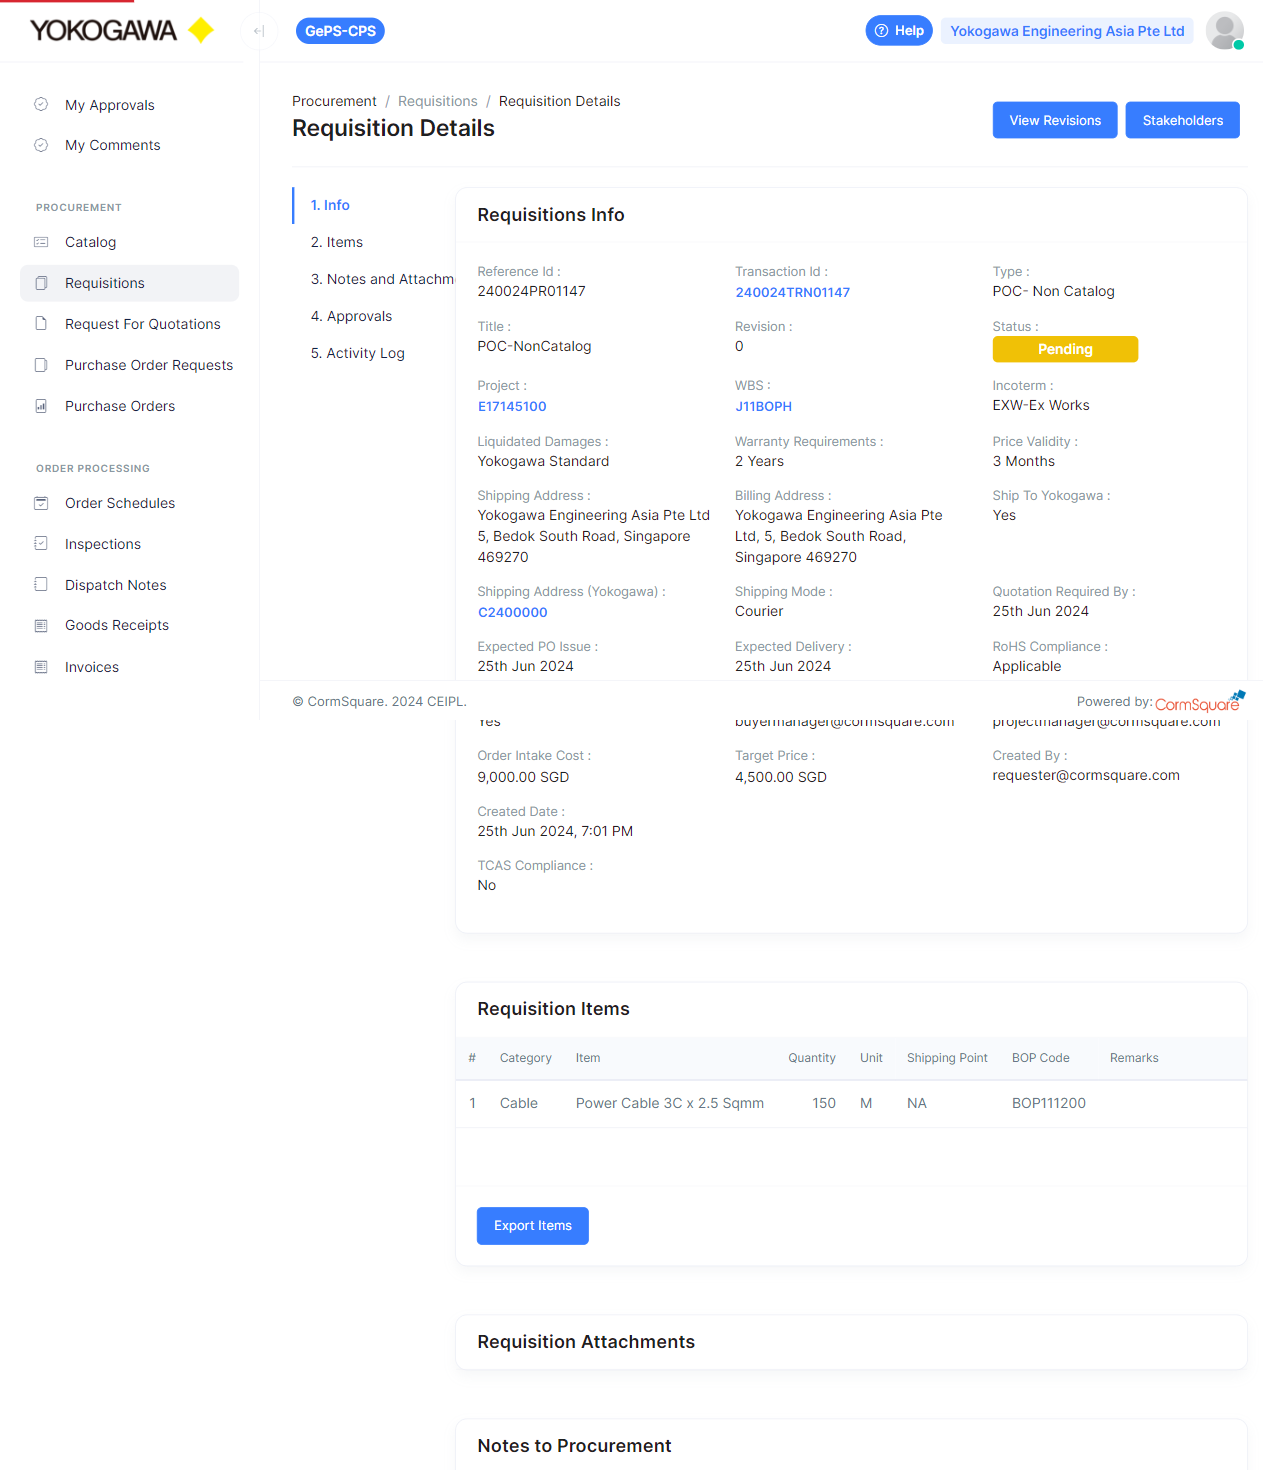 YOKOGAWA
GePS-CPS
Help
Yokogawa Engineering Asia Pte Ltd
My Approvals
My Comments
PROCUREMENT
Catalog
Requisitions
Request For Quotations
Purchase Order Requests
Purchase Orders
ORDER PROCESSING
Order Schedules
Inspections
Dispatch Notes
Goods Receipts
Invoices
Procurement / Requisitions / Requisition Details
Requisition Details
View Revisions
Stakeholders
1. Info
2. Items
3. Notes and Attachm
4. Approvals
5. Activity Log
Requisitions Info
Reference Id :
240024PR01147
Transaction Id :
240024TRN01147
Type :
POC- Non Catalog
Title :
POC-NonCatalog
Revision :
0
Status :
Pending
Project :
E17145100
WBS :
J11BOPH
Incoterm :
EXW-Ex Works
Liquidated Damages :
Yokogawa Standard
Warranty Requirements :
2 Years
Price Validity :
3 Months
Shipping Address :
Yokogawa Engineering Asia Pte Ltd
5, Bedok South Road, Singapore
469270
Billing Address :
Yokogawa Engineering Asia Pte
Ltd, 5, Bedok South Road,
Singapore 469270
Ship To Yokogawa :
Yes
Shipping Address (Yokogawa) :
C2400000
Shipping Mode :
Courier
Quotation Required By :
25th Jun 2024
Expected PO Issue :
25th Jun 2024
Expected Delivery :
25th Jun 2024
RoHS Compliance :
Applicable
© CormSquare. 2024 CEIPL.
Powered by: CormSquare
Yes
buyermanager@cormsquare.com
projectmanager@cormsquare.com
Order Intake Cost :
9,000.00 SGD
Target Price :
4,500.00 SGD
Created By :
requester@cormsquare.com
Created Date :
25th Jun 2024, 7:01 PM
TCAS Compliance :
No
Requisition Items
# Category Item Quantity Unit Shipping Point BOP Code Remarks
1 Cable Power Cable 3C x 2.5 Sqmm 150 M NA BOP111200
Export Items
Requisition Attachments
Notes to Procurement